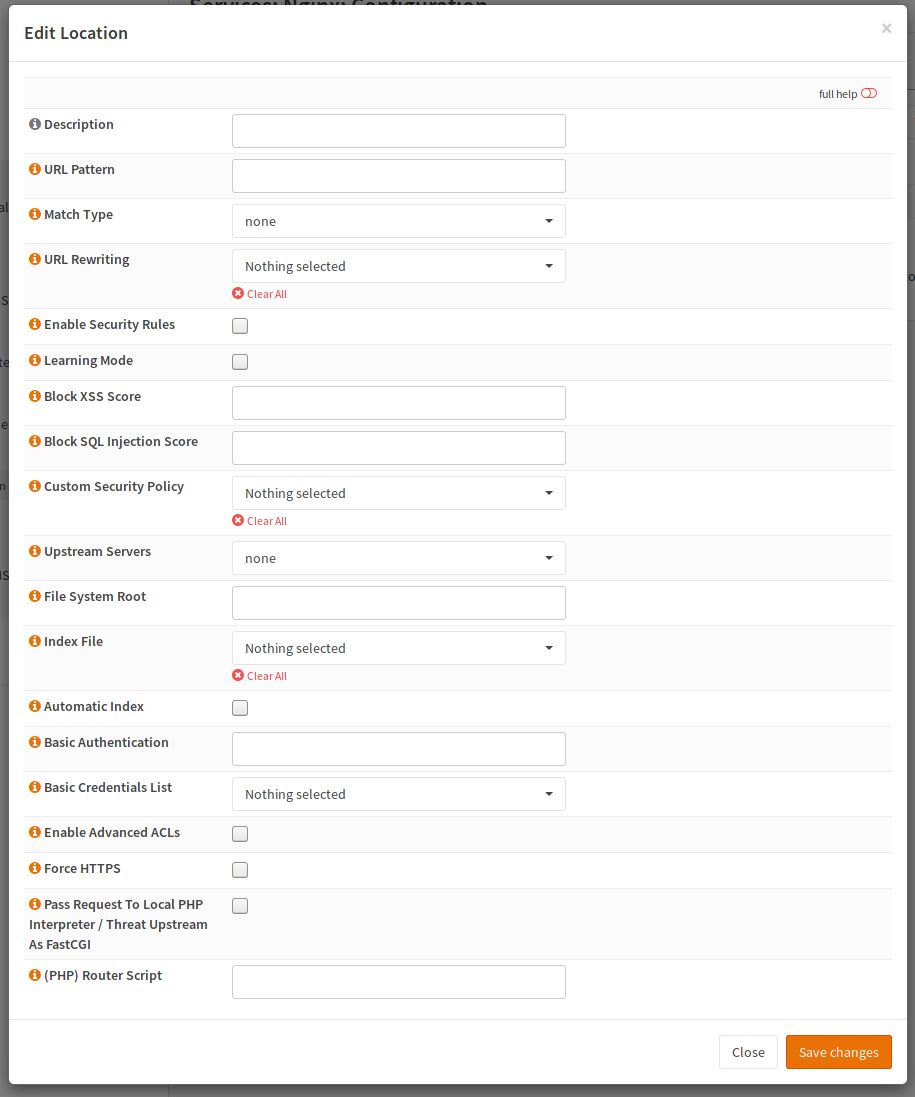 Services: Nginx: Configuration
Edit Location
×
full help
Description
URL Pattern
Match Type
none
URL Rewriting
Nothing selected
Clear All
Enable Security Rules
Learning Mode
Block XSS Score
Block SQL Injection Score
Custom Security Policy
Nothing selected
Clear All
Upstream Servers
none
File System Root
Index File
Nothing selected
Clear All
Automatic Index
Basic Authentication
Basic Credentials List
Nothing selected
Enable Advanced ACLs
Force HTTPS
Pass Request To Local PHP
Interpreter / Threat Upstream
As FastCGI
(PHP) Router Script
Close
Save changes